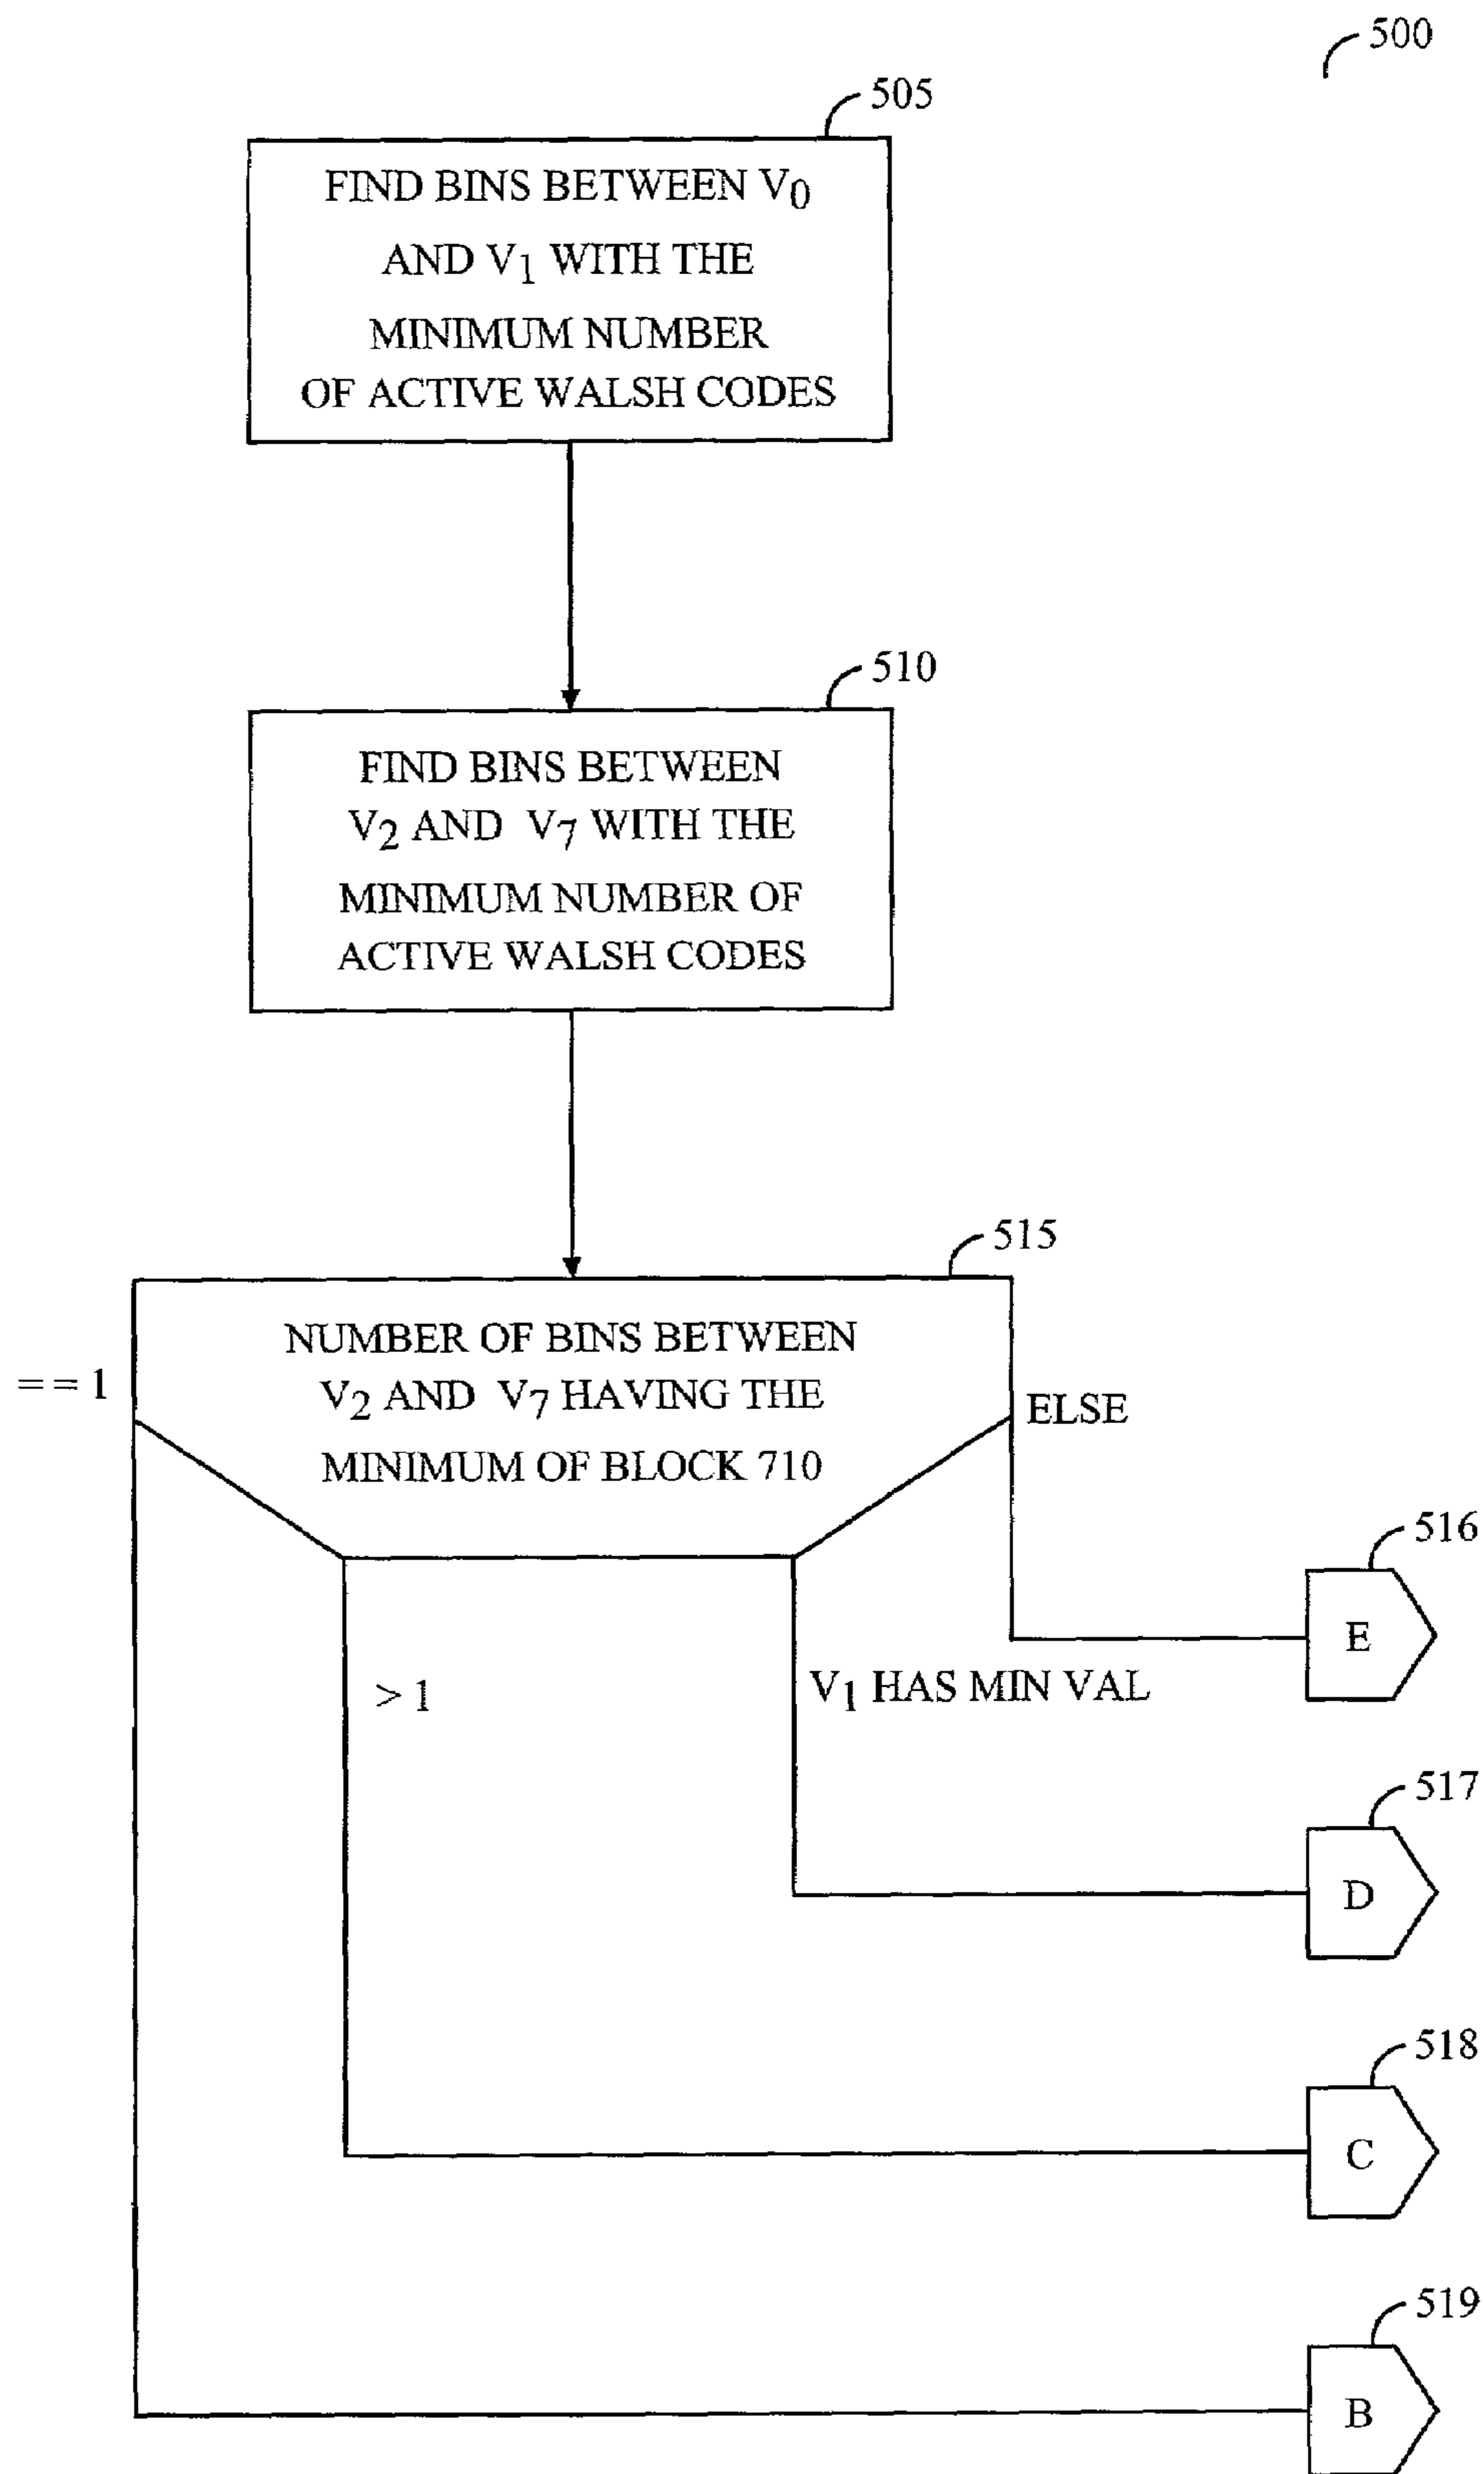 500
505
FIND BINS BETWEEN V0
AND V1 WITH THE
MINIMUM NUMBER
OF ACTIVE WALSH CODES
510
FIND BINS BETWEEN
V2 AND V7 WITH THE
MINIMUM NUMBER OF
ACTIVE WALSH CODES
515
NUMBER OF BINS BETWEEN
V2 AND V7 HAVING THE
MINIMUM OF BLOCK 710
= = 1
ELSE
516
E
> 1
V1 HAS MIN VAL
517
D
518
C
519
B